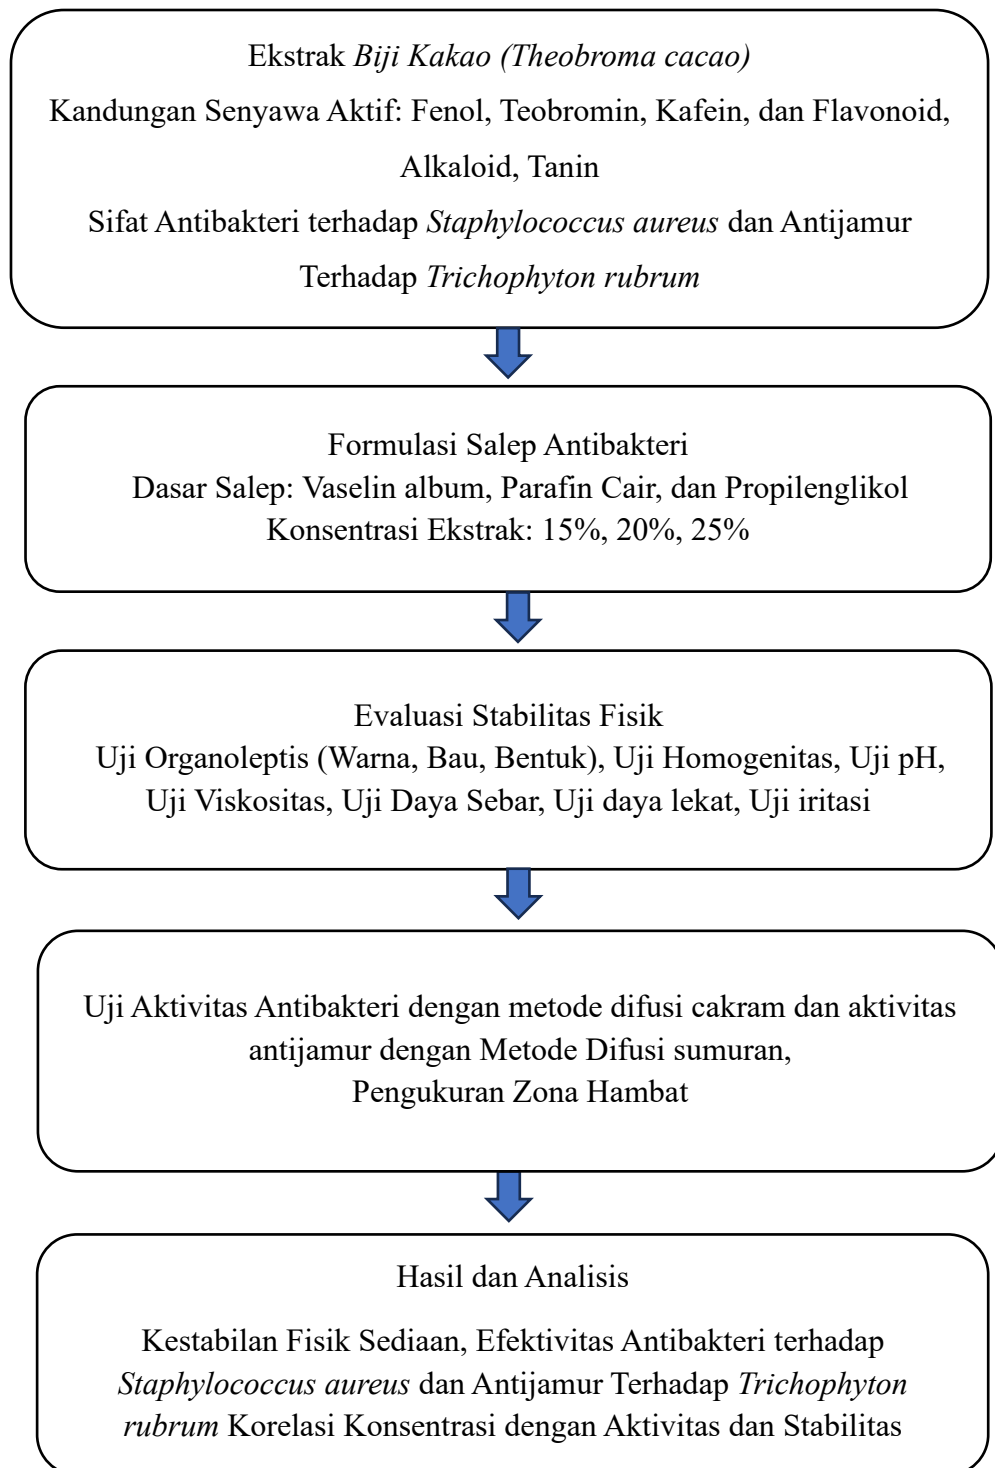 Ekstrak Biji Kakao (Theobroma cacao)
Kandungan Senyawa Aktif: Fenol, Teobromin, Kafein, dan Flavonoid,
Alkaloid, Tanin
Sifat Antibakteri terhadap Staphylococcus aureus dan Antijamur
Terhadap Trichophyton rubrum
Formulasi Salep Antibakteri
Dasar Salep: Vaselin album, Parafin Cair, dan Propilenglikol
Konsentrasi Ekstrak: 15%, 20%, 25%
Evaluasi Stabilitas Fisik
Uji Organoleptis (Warna, Bau, Bentuk), Uji Homogenitas, Uji pH,
Uji Viskositas, Uji Daya Sebar, Uji daya lekat, Uji iritasi
Uji Aktivitas Antibakteri dengan metode difusi cakram dan aktivitas
antijamur dengan Metode Difusi sumuran,
Pengukuran Zona Hambat
Hasil dan Analisis
Kestabilan Fisik Sediaan, Efektivitas Antibakteri terhadap
Staphylococcus aureus dan Antijamur Terhadap Trichophyton
rubrum Korelasi Konsentrasi dengan Aktivitas dan Stabilitas